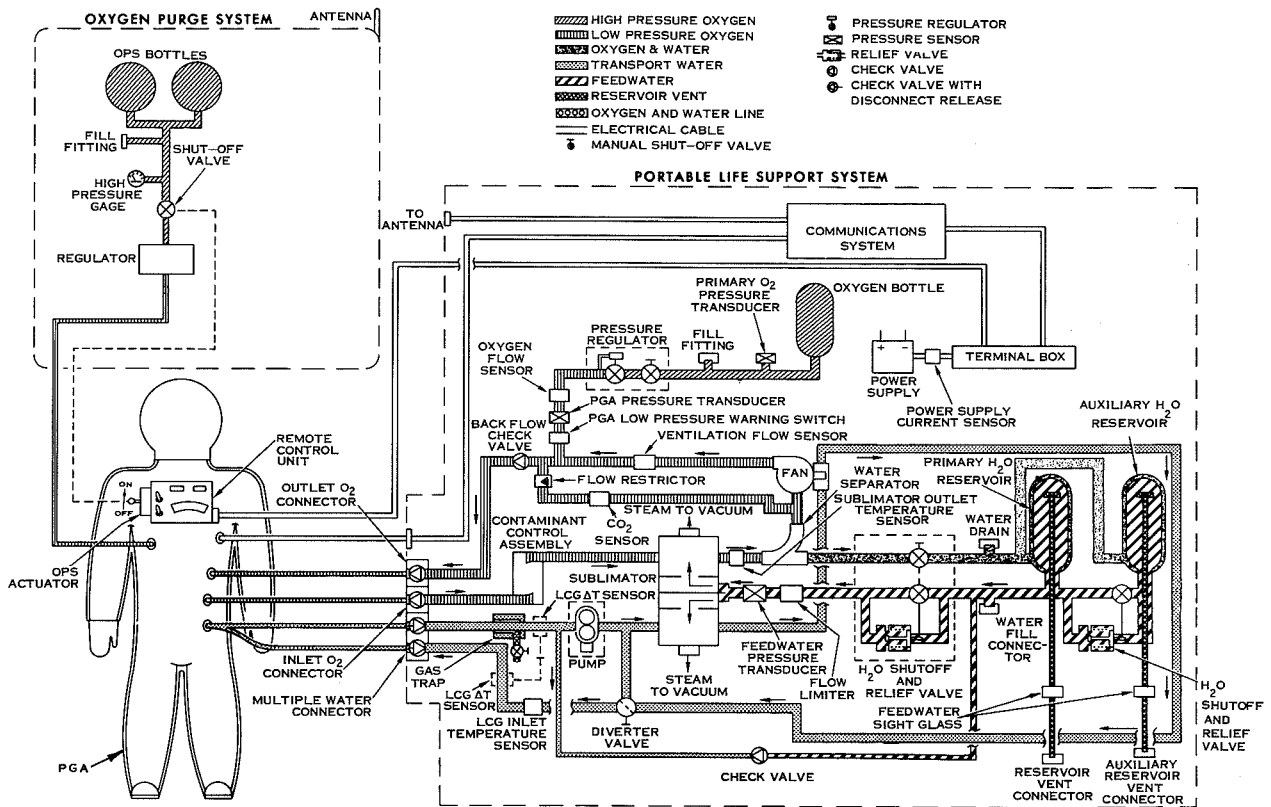 OXYGEN PURGE SYSTEM
ANTENNA
OPS BOTTLES
FILL
FITTING
SHUT-OFF
VALVE
HIGH
PRESSURE
GAGE
REGULATOR
HIGH PRESSURE OXYGEN
LOW PRESSURE OXYGEN
OXYGEN & WATER
TRANSPORT WATER
FEEDWATER
RESERVOIR VENT
OXYGEN AND WATER LINE
ELECTRICAL CABLE
MANUAL SHUT-OFF VALVE
PRESSURE REGULATOR
PRESSURE SENSOR
RELIEF VALVE
CHECK VALVE
CHECK VALVE WITH
DISCONNECT RELEASE
PORTABLE LIFE SUPPORT SYSTEM
TO
ANTENNA
COMMUNICATIONS
SYSTEM
PRIMARY O2
PRESSURE
TRANSDUCER
OXYGEN BOTTLE
PRESSURE
REGULATOR
FILL
FITTING
OXYGEN
FLOW
SENSOR
+ -
POWER
SUPPLY
TERMINAL BOX
POWER SUPPLY
CURRENT SENSOR
PGA PRESSURE TRANSDUCER
PGA LOW PRESSURE WARNING SWITCH
VENTILATION FLOW SENSOR
BACK FLOW
CHECK
VALVE
AUXILIARY H2O
RESERVOIR
REMOTE
CONTROL
UNIT
ON
OFF
OUTLET O2
CONNECTOR
FAN
WATER
SEPARATOR
PRIMARY H2O
RESERVOIR
FLOW RESTRICTOR
SUBLIMATOR OUTLET
TEMPERATURE
SENSOR
STEAM TO VACUUM
CO2
SENSOR
CONTAMINANT
CONTROL
ASSEMBLY
WATER
DRAIN
OPS
ACTUATOR
SUBLIMATOR
LCG ΔT SENSOR
INLET O2
CONNECTOR
GAS
TRAP
PUMP
STEAM
TO VACUUM
FEEDWATER
PRESSURE
TRANSDUCER
FLOW
LIMITER
H2O SHUTOFF
AND
RELIEF VALVE
WATER
FILL
CONNEC-
TOR
MULTIPLE WATER
CONNECTOR
LCG ΔT
SENSOR
LCG INLET
TEMPERATURE
SENSOR
DIVERTER
VALVE
FEEDWATER
SIGHT GLASS
H2O
SHUTOFF
AND
RELIEF
VALVE
PGA
CHECK VALVE
RESERVOIR
VENT
CONNECTOR
AUXILIARY
RESERVOIR
VENT
CONNECTOR